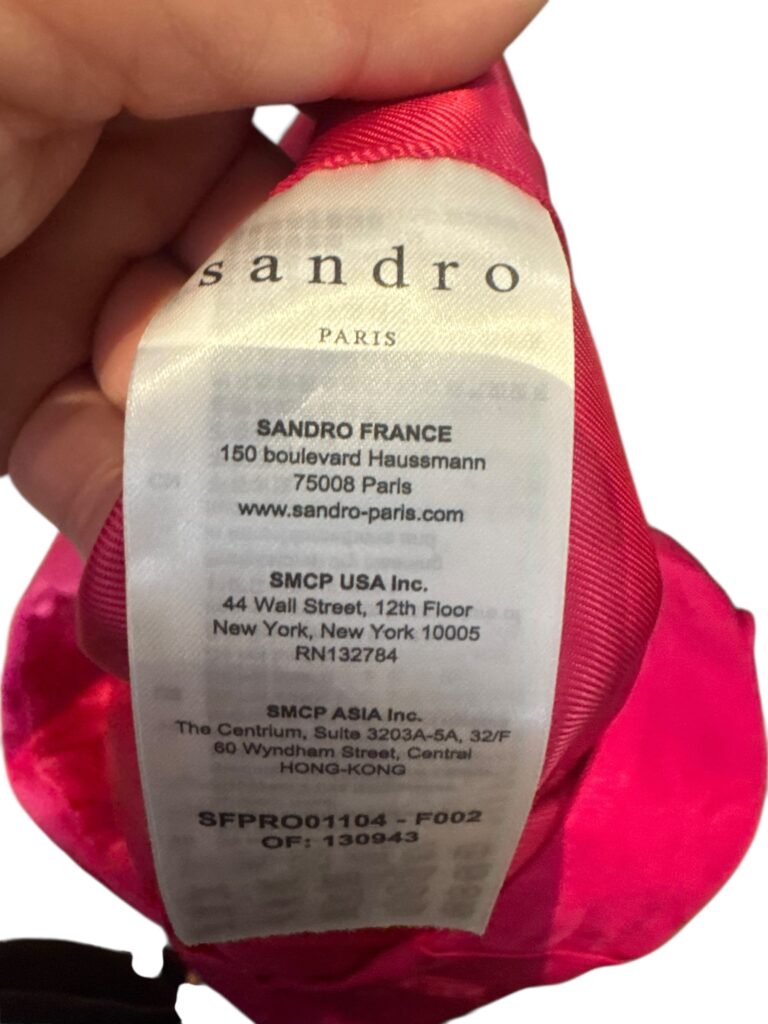 sandro
PARIS
SANDRO FRANCE
150 boulevard Haussmann
75008 Paris
www.sandro-paris.com
SMCP USA Inc.
44 Wall Street, 12th Floor
New York, New York 10005
RN132784
SMCP ASIA Inc.
The Centrium, Suite 3203A-5A, 32/F
60 Wyndham Street, Central
HONG-KONG
SFPRO01104 - F002
OF: 130943